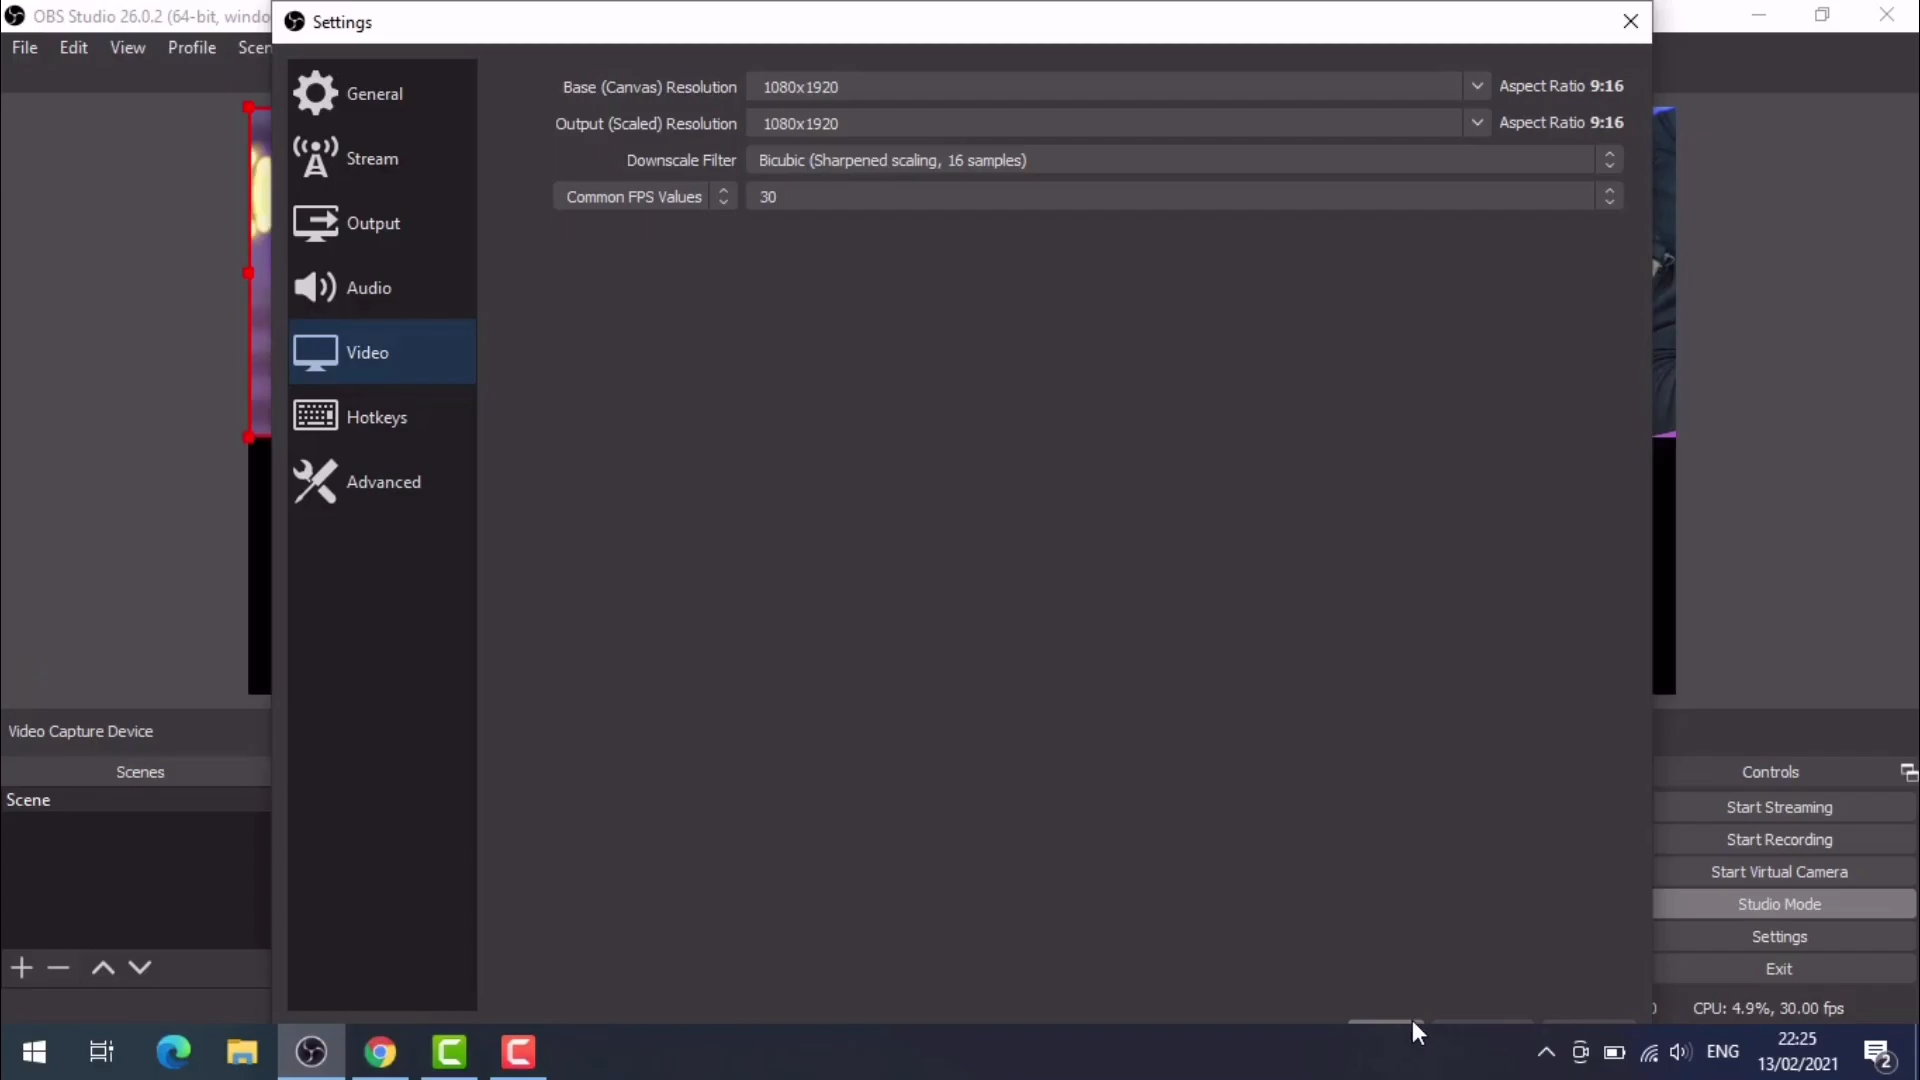 OBS Studio 26.0.2 (64-bit, windo
Settings
File Edit View Profile Scen
General
Stream
Output
Audio
Video
Hotkeys
Advanced
Base (Canvas) Resolution 1080x1920 Aspect Ratio 9:16
Output (Scaled) Resolution 1080x1920 Aspect Ratio 9:16
Downscale Filter Bicubic (Sharpened scaling, 16 samples)
Common FPS Values 30
Video Capture Device
Scenes
Scene
Controls
Start Streaming
Start Recording
Start Virtual Camera
Studio Mode
Settings
Exit
CPU: 4.9%, 30.00 fps
ENG
22:25
13/02/2021
2